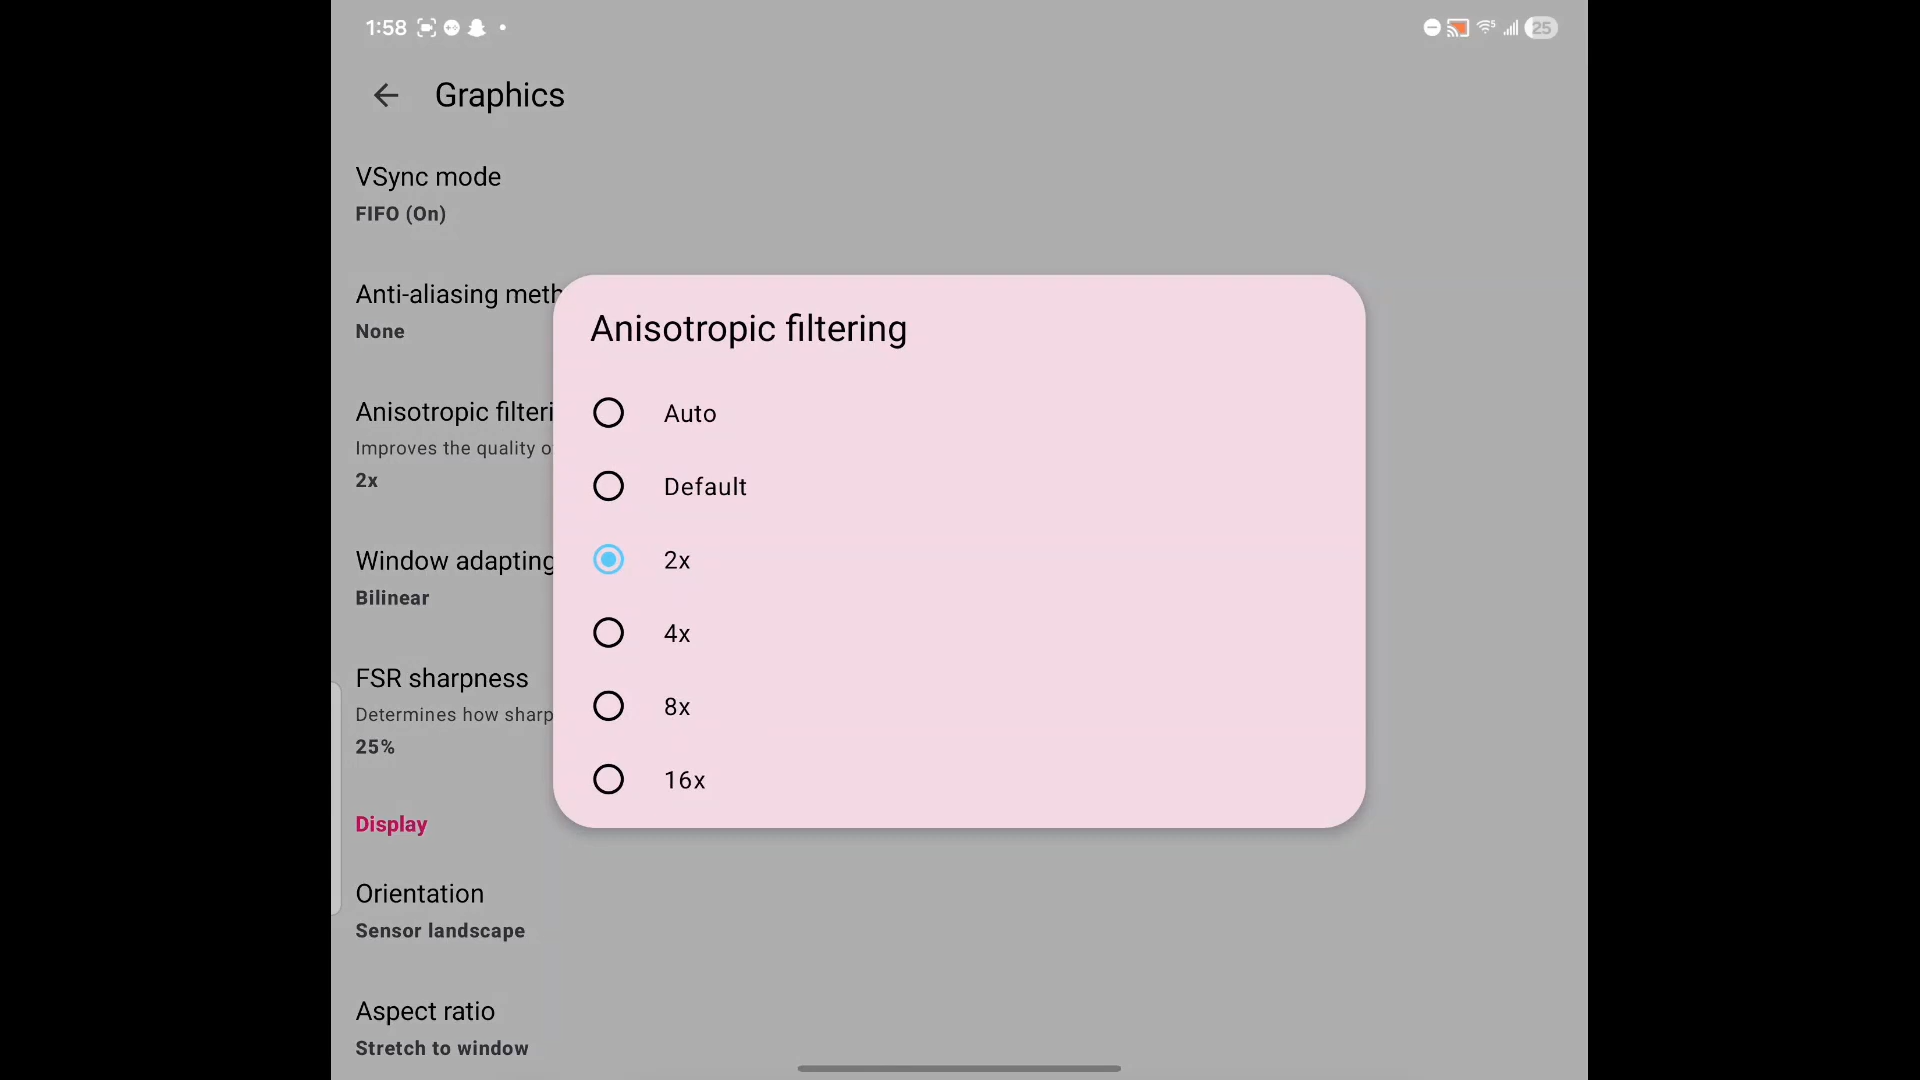 1:58
25
Graphics
VSync mode
FIFO (On)
Anti-aliasing meth
None
Anisotropic filteri
Improves the quality o
2x
Window adapting
Bilinear
FSR sharpness
Determines how sharp
25%
Display
Orientation
Sensor landscape
Aspect ratio
Stretch to window
Anisotropic filtering
Auto
Default
2x
4x
8x
16x